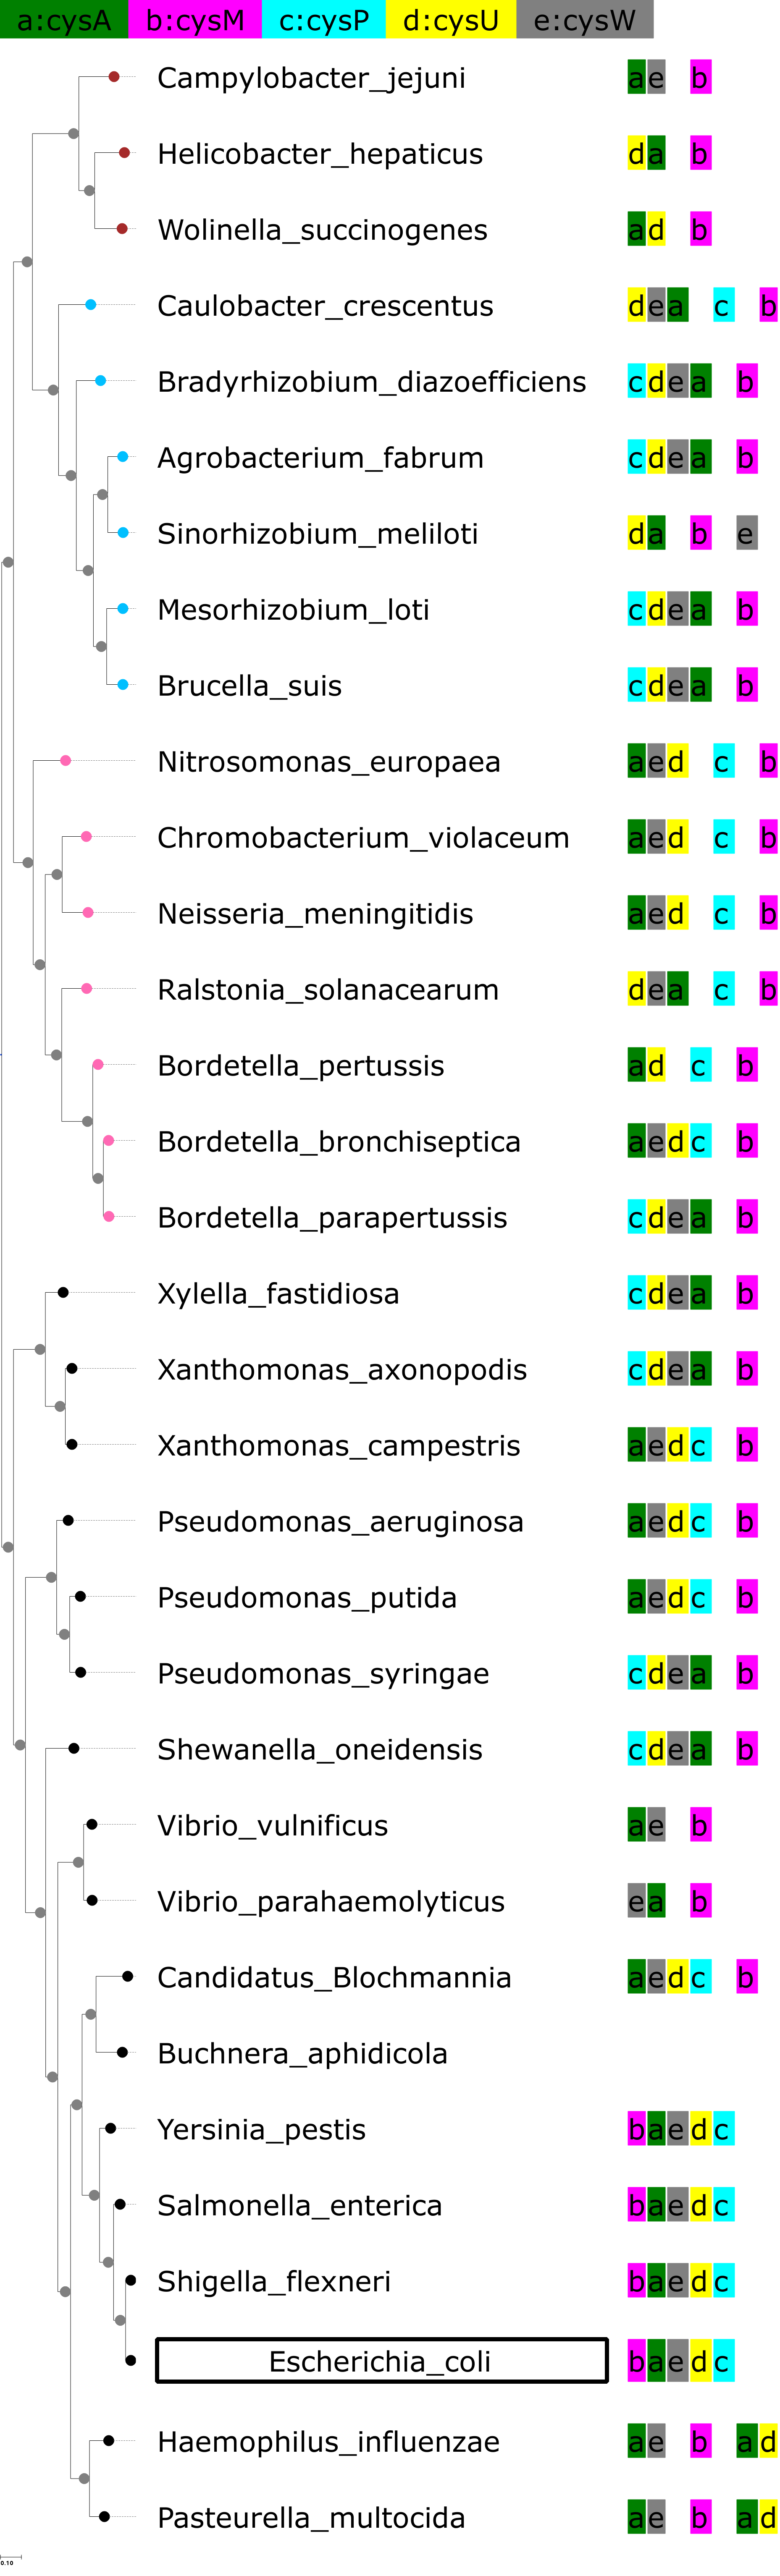 a:cysA b:cysM c:cysP d:cysU e:cysW
Campylobacter_jejuni ae b
Helicobacter_hepaticus da b
Wolinella_succinogenes ad b
Caulobacter_crescentus dea c b
Bradyrhizobium_diazoefficiens cdea b
Agrobacterium_fabrum cdea b
Sinorhizobium_meliloti da b e
Mesorhizobium_loti cdea b
Brucella_suis cdea b
Nitrosomonas_europaea aed c b
Chromobacterium_violaceum aed c b
Neisseria_meningitidis aed c b
Ralstonia_solanacearum dea c b
Bordetella_pertussis ad c b
Bordetella_bronchiseptica aedc b
Bordetella_parapertussis cdea b
Xylella_fastidiosa cdea b
Xanthomonas_axonopodis cdea b
Xanthomonas_campestris aedc b
Pseudomonas_aeruginosa aedc b
Pseudomonas_putida aedc b
Pseudomonas_syringae cdea b
Shewanella_oneidensis cdea b
Vibrio_vulnificus ae b
Vibrio_parahaemolyticus ea b
Candidatus_Blochmannia aedc b
Buchnera_aphidicola
Yersinia_pestis baedc
Salmonella_enterica baedc
Shigella_flexneri baedc
Escherichia_coli baedc
Haemophilus_influenzae ae b ad
Pasteurella_multocida ae b ad
0.10